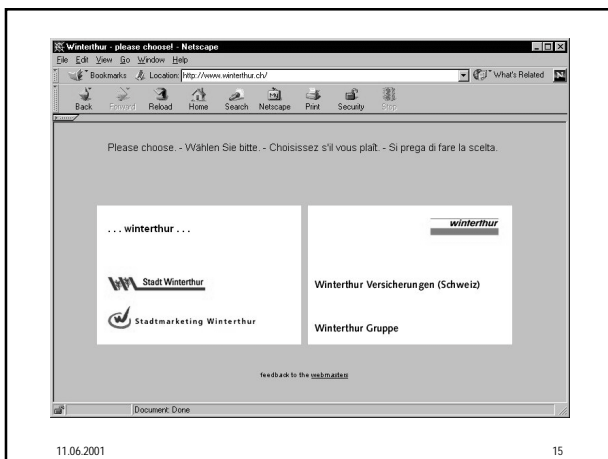 Winterthur - please choose! - Netscape
File Edit View Go Window Help
Bookmarks Location: http://www.winterthur.ch/ What's Related N
Back Forward Reload Home Search Netscape Print Security Stop
Please choose. - Wählen Sie bitte. - Choisissez s'il vous plaît. - Si prega di fare la scelta.
. . . winterthur . . .
Stadt Winterthur
Stadtmarketing Winterthur
winterthur
Winterthur Versicherungen (Schweiz)
Winterthur Gruppe
feedback to the webmasters
Document: Done
11.06.2001 15